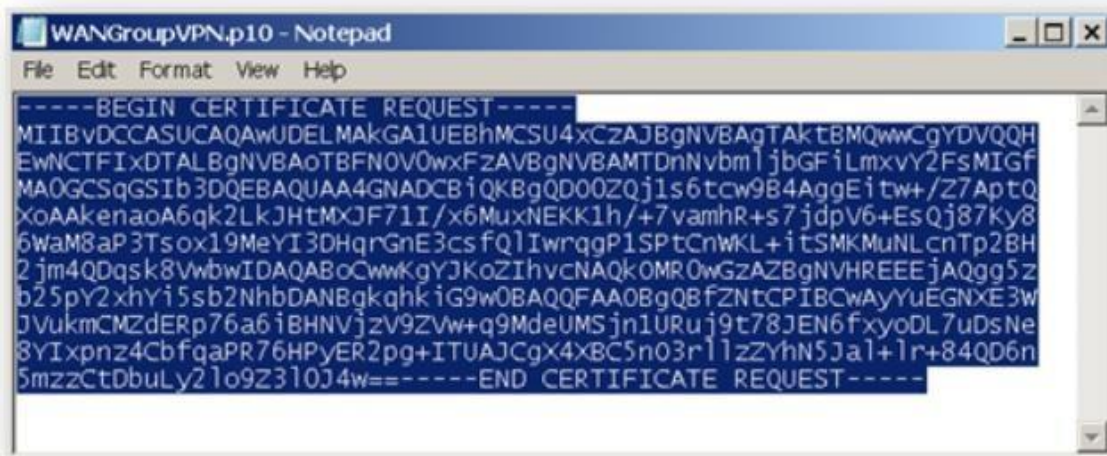 WANGroupVPN.p10 - Notepad
File Edit Format View Help
-----BEGIN CERTIFICATE REQUEST-----
MIIBvDCCASUCAQAwUDELMAkGA1UEBhMCSU4xCzAJBgNVBAgTAktBMQwwCgYDVQQH
EwNCTFIxDTALBgNVBAoTBFNOV0wxFzAVBgNVBAMTDnNvbmljbGFiLmxvY2FsMIGf
MA0GCSqGSIb3DQEBAQUAA4GNADCBiQKBgQDO0ZQj1s6tcw9B4AggEitw+/Z7AptQ
XoAAkenaoA6qk2LkJHtMXJF71I/x6MuxNEKK1h/+7vamhR+s7jdpV6+EsQj87Ky8
6WaM8aP3Tsox19MeYI3DHqrGnE3csfQlIwrqgP1SPtCnWKL+itSMKMuNLcnTp2BH
2jm4QDqsk8VwbwIDAQABoCwwKgYJKoZIhvcNAQkOMR0wGzAZBgNVHREEEjAQgg5z
b25pY2xhYi5sb2NhbDANBgkqhkiG9w0BAQQFAAOBgQBfZNtCPIBCwAyYuEGNXE3W
JVukmCMZdERp76a6iBHNVjzV9ZVw+q9MdeUMSjn1URuj9t78JEN6fxyoDL7uDsNe
8YIxpnz4CbfqaPR76HPyER2pg+ITUAJCgX4XBC5nO3rllzZYhN5Jal+lr+84QD6n
5mzzCtDbuLy2lo9Z3lOJ4w==-----END CERTIFICATE REQUEST-----